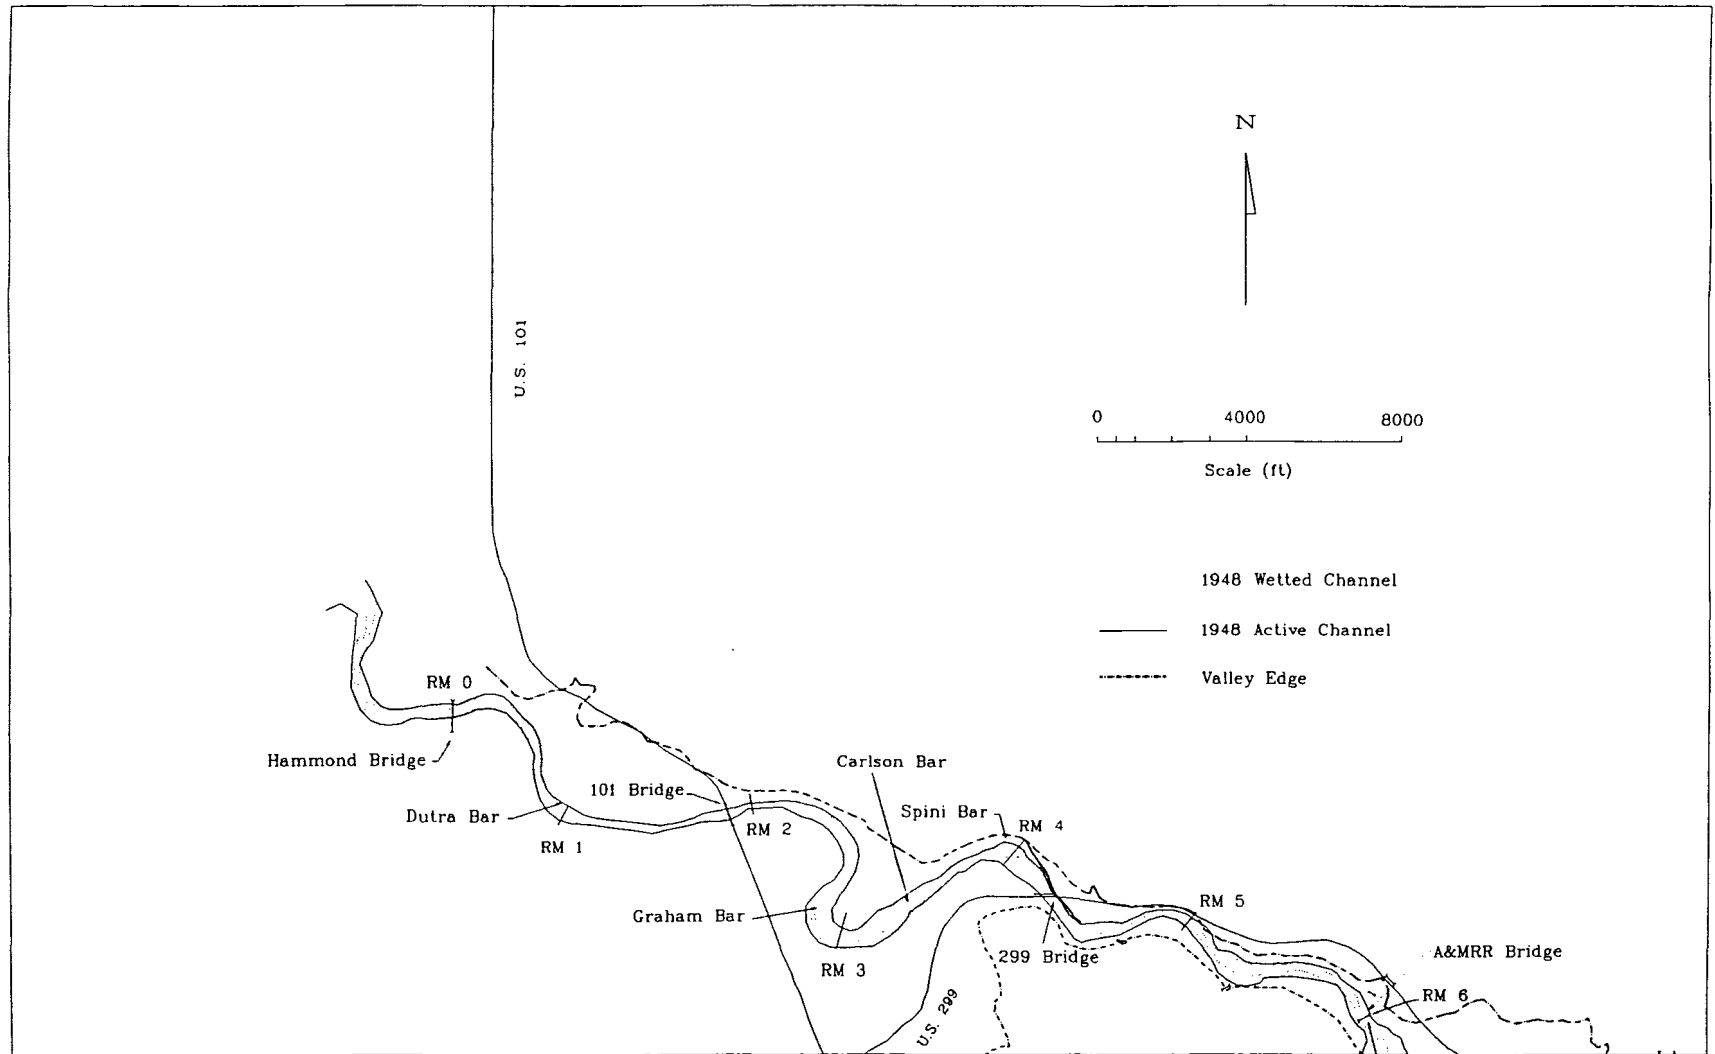 N
U.S. 101
0 4000 8000
Scale (ft)
1948 Wetted Channel
1948 Active Channel
Valley Edge
RM 0
Hammond Bridge
Carlson Bar
101 Bridge
Spini Bar
Dutra Bar
RM 4
RM 2
RM 1
RM 5
Graham Bar
299 Bridge
A&MRR Bridge
RM 3
RM 6
U.S. 299